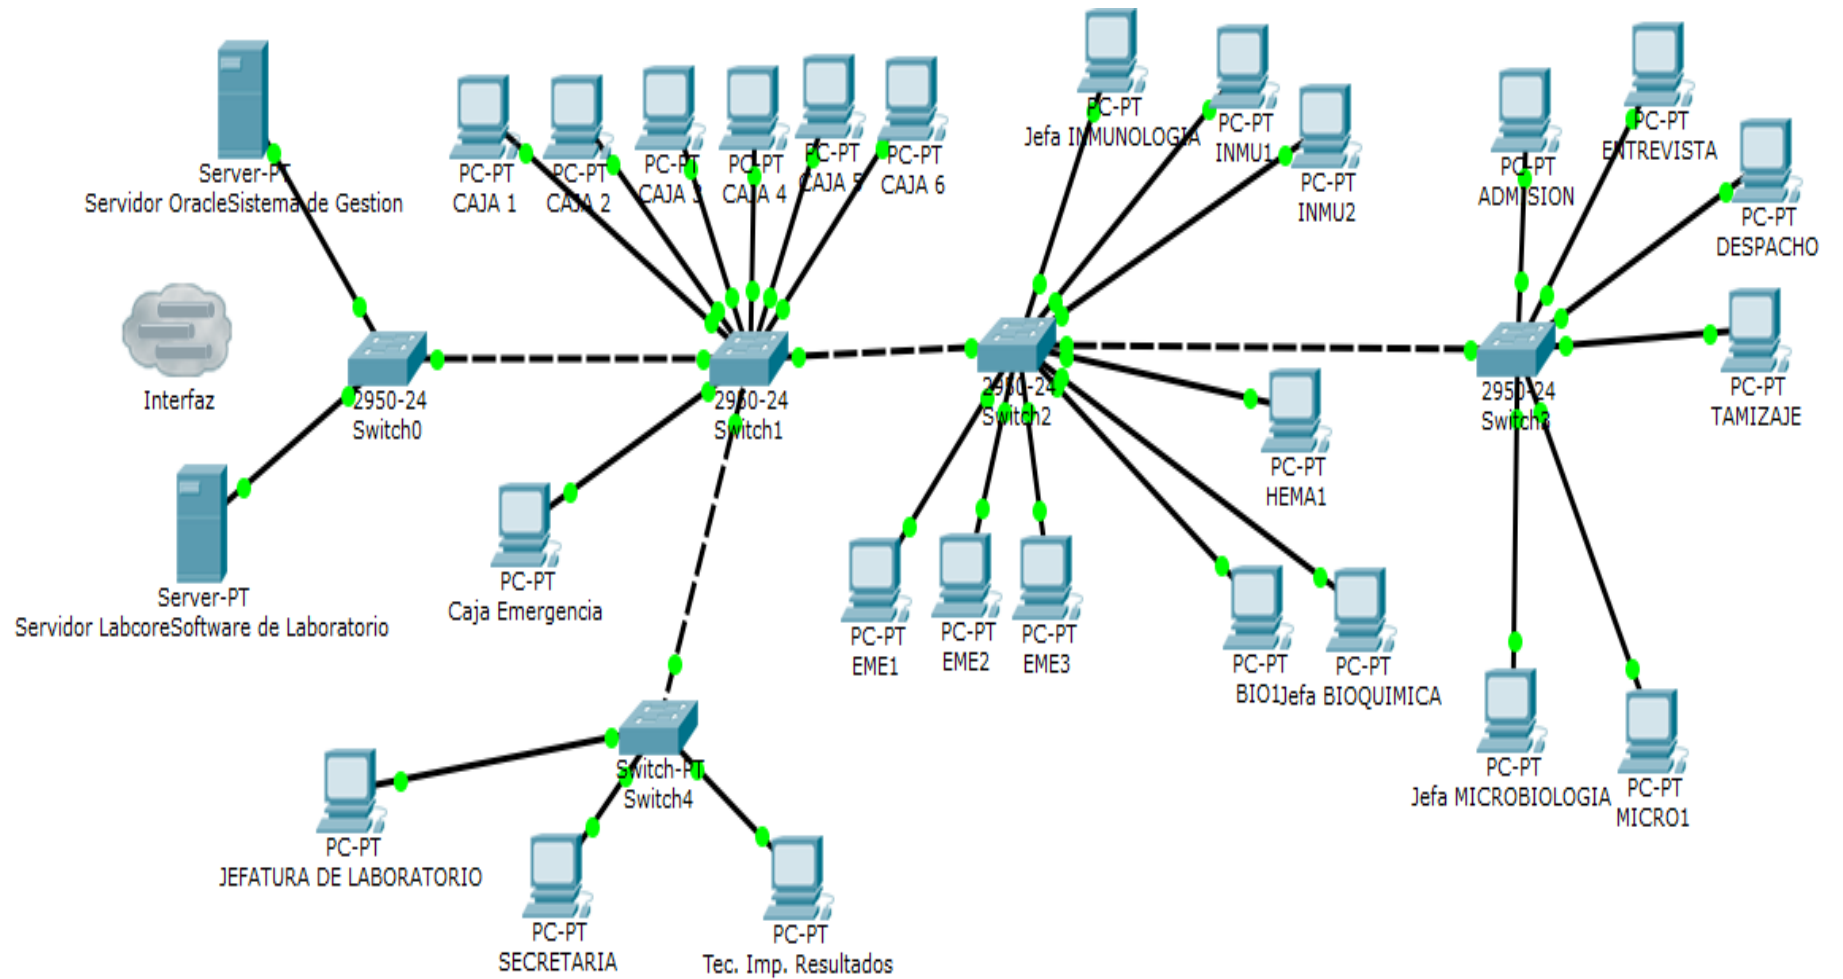 Server-PT
Servidor OracleSistema de Gestion
PC-PT
CAJA 1
PC-PT
CAJA 2
PC-PT
CAJA 3
PC-PT
CAJA 4
PC-PT
CAJA 5
PC-PT
CAJA 6
PC-PT
Jefa INMUNOLOGIA
PC-PT
INMU1
PC-PT
INMU2
PC-PT
ADMISION
PC-PT
ENTREVISTA
PC-PT
DESPACHO
Interfaz
2950-24
Switch0
2950-24
Switch1
2950-24
Switch2
2950-24
Switch3
PC-PT
TAMIZAJE
PC-PT
HEMA1
Server-PT
Servidor LabcoreSoftware de Laboratorio
PC-PT
Caja Emergencia
PC-PT
EME1
PC-PT
EME2
PC-PT
EME3
PC-PT
BIO1
PC-PT
Jefa BIOQUIMICA
PC-PT
Jefa MICROBIOLOGIA
PC-PT
MICRO1
Switch-PT
Switch4
PC-PT
JEFATURA DE LABORATORIO
PC-PT
SECRETARIA
PC-PT
Tec. Imp. Resultados